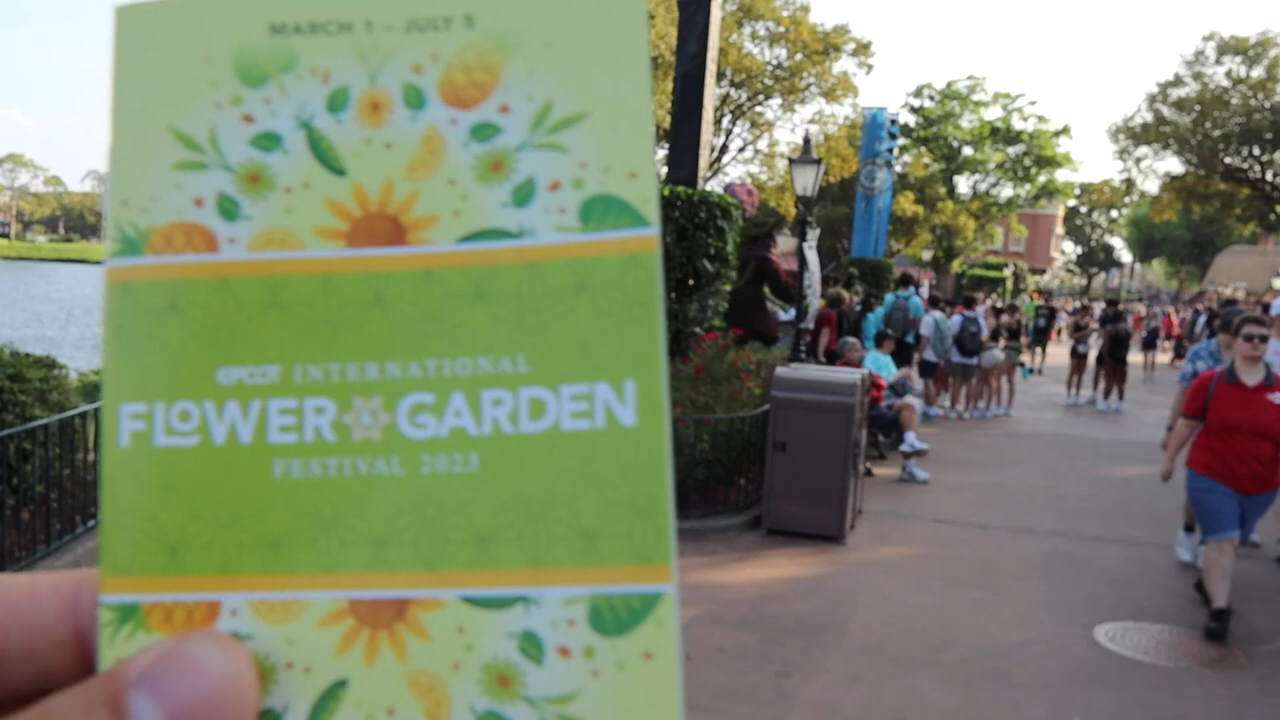 MARCH 1 - JULY 5
EPCOT INTERNATIONAL
FLOWER & GARDEN
FESTIVAL 2023